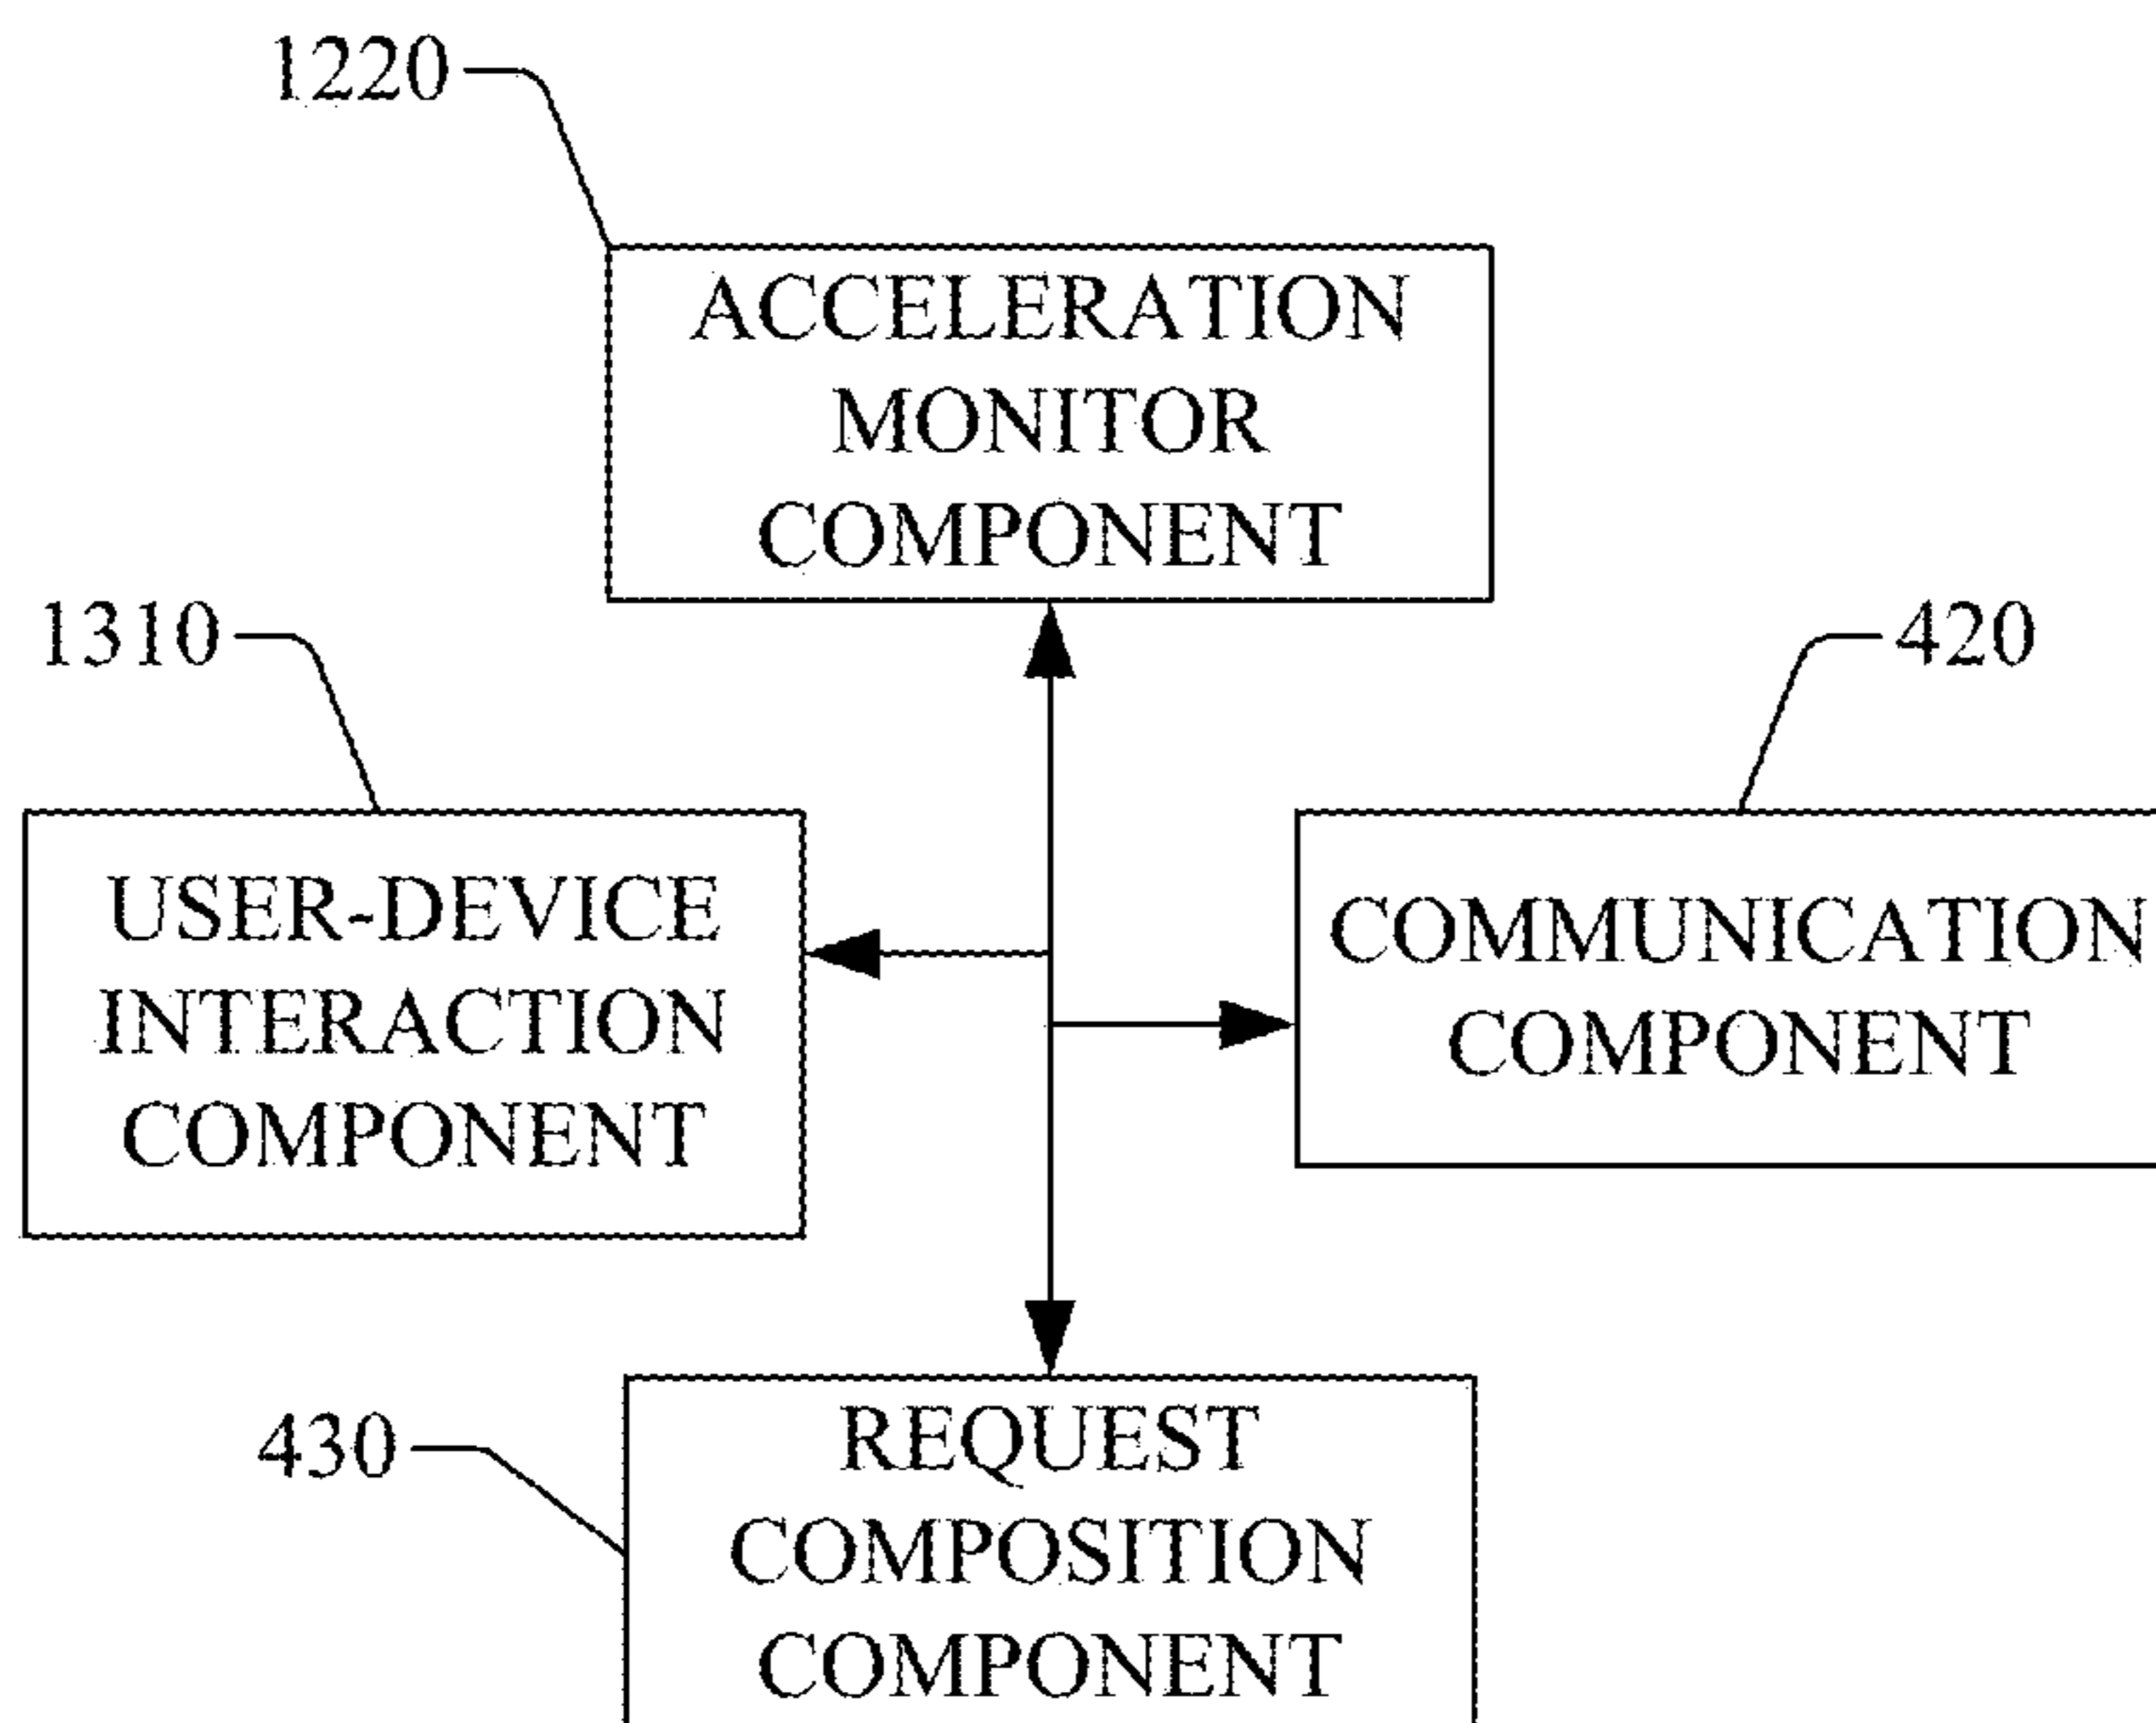 1220
ACCELERATION
MONITOR
COMPONENT
1310
420
USER-DEVICE
INTERACTION
COMPONENT
COMMUNICATION
COMPONENT
430
REQUEST
COMPOSITION
COMPONENT